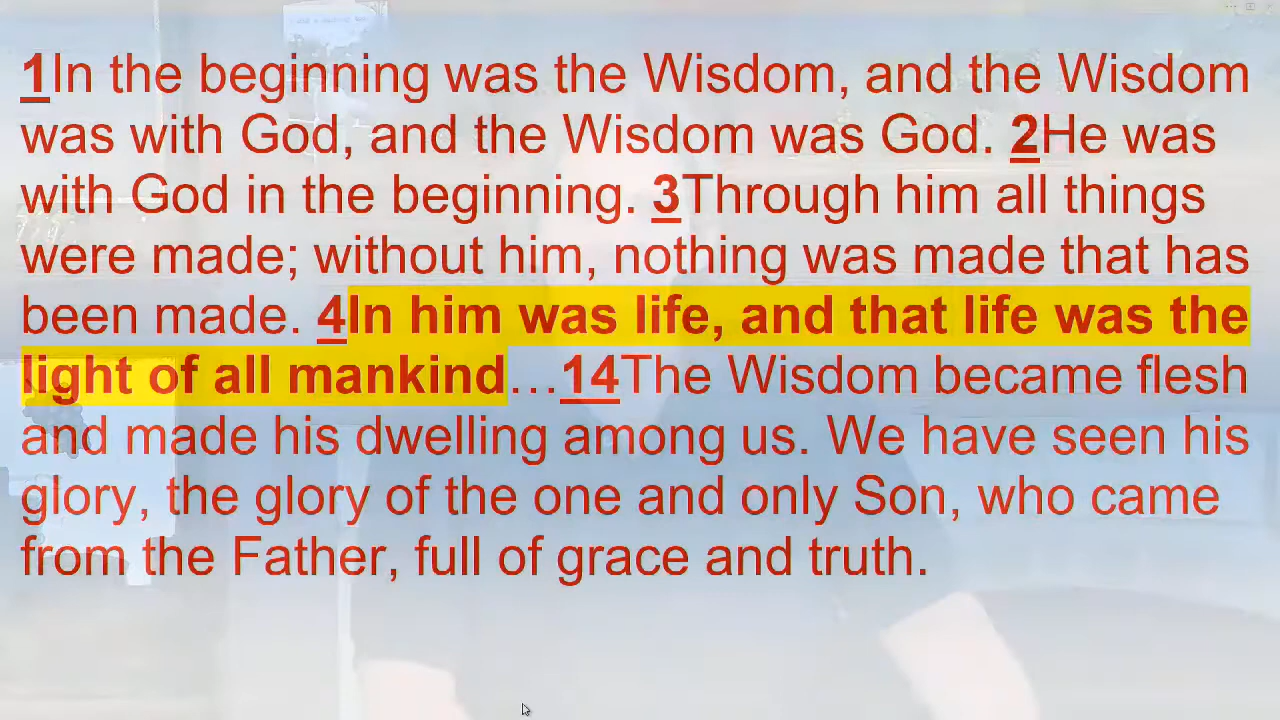 1In the beginning was the Wisdom, and the Wisdom
was with God, and the Wisdom was God. 2He was
with God in the beginning. 3Through him all things
were made; without him, nothing was made that has
been made. 4In him was life, and that life was the
light of all mankind…14The Wisdom became flesh
and made his dwelling among us. We have seen his
glory, the glory of the one and only Son, who came
from the Father, full of grace and truth.